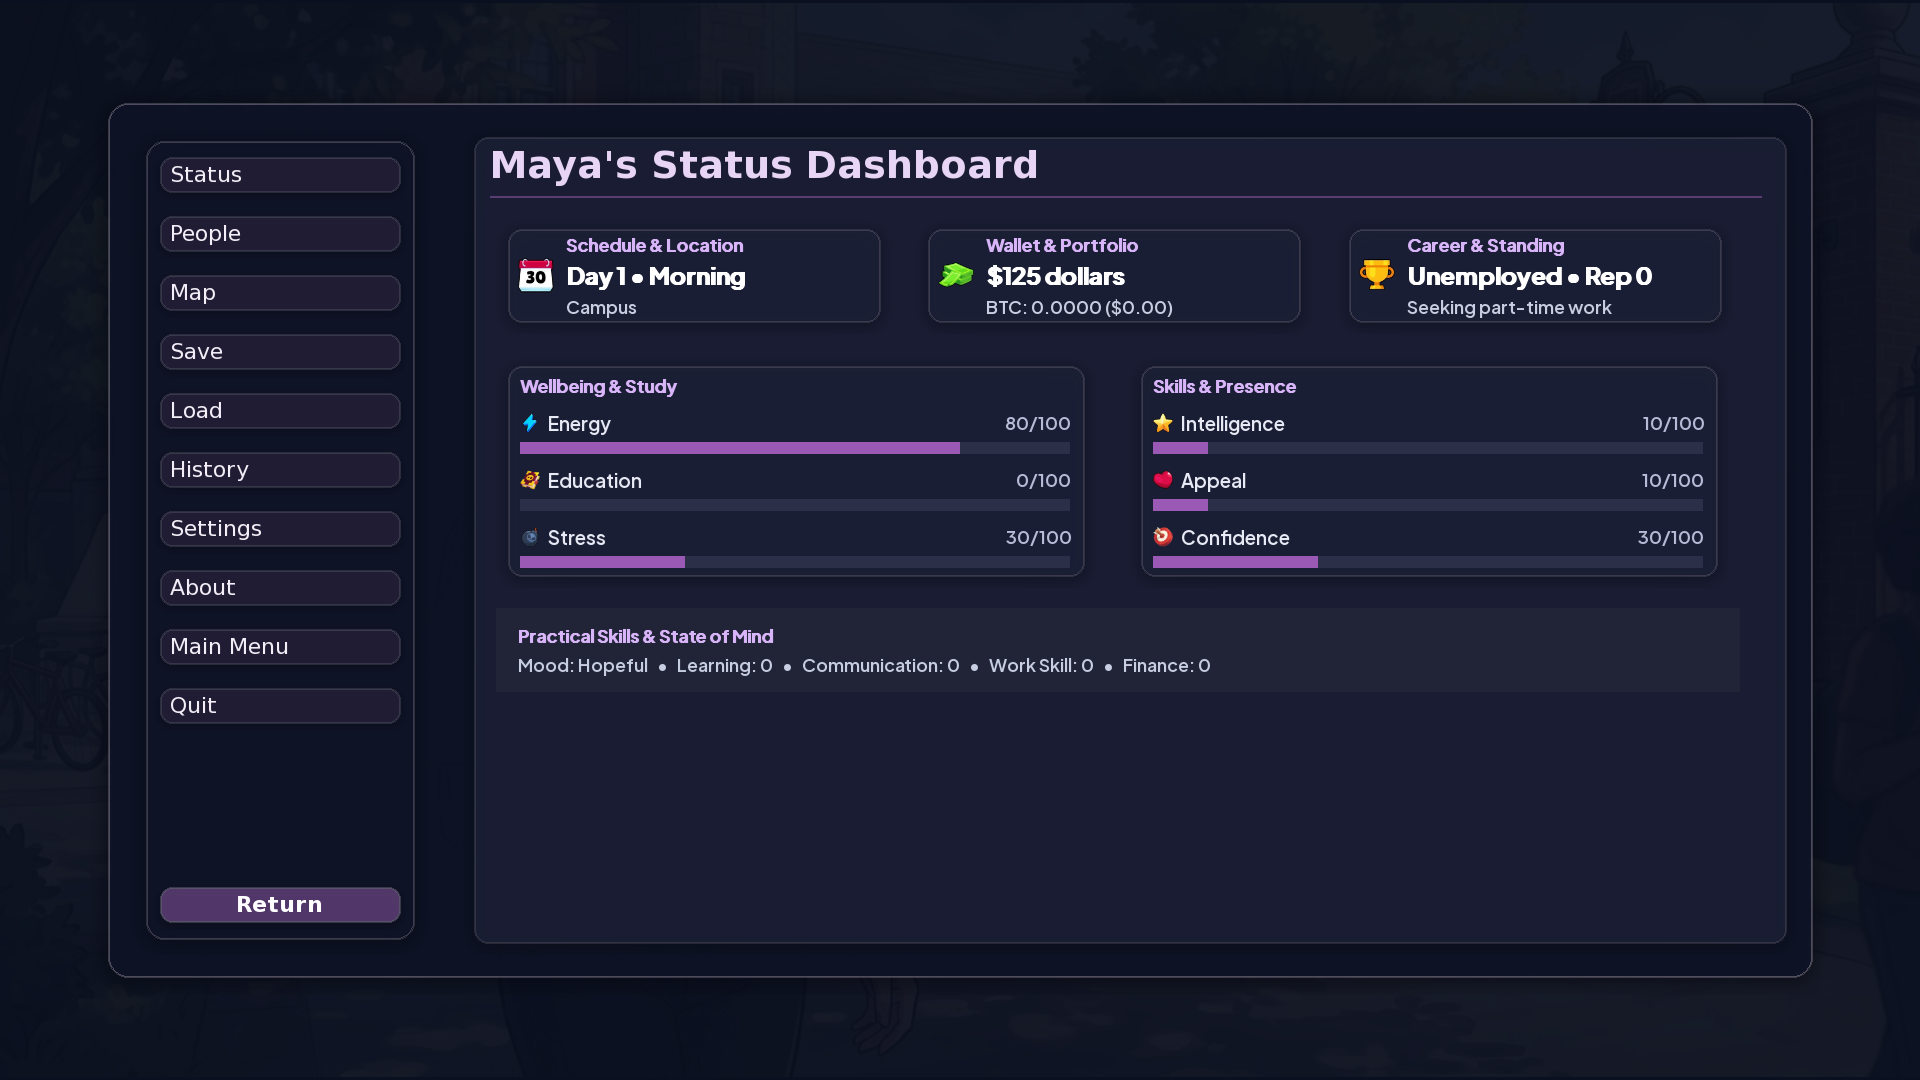 Status
People
Map
Save
Load
History
Settings
About
Main Menu
Quit
Return
Maya's Status Dashboard
Schedule & Location
30
Day 1 • Morning
Campus
Wallet & Portfolio
$125 dollars
BTC: 0.0000 ($0.00)
Career & Standing
Unemployed • Rep 0
Seeking part-time work
Wellbeing & Study
Energy 80/100
Education 0/100
Stress 30/100
Skills & Presence
Intelligence 10/100
Appeal 10/100
Confidence 30/100
Practical Skills & State of Mind
Mood: Hopeful • Learning: 0 • Communication: 0 • Work Skill: 0 • Finance: 0